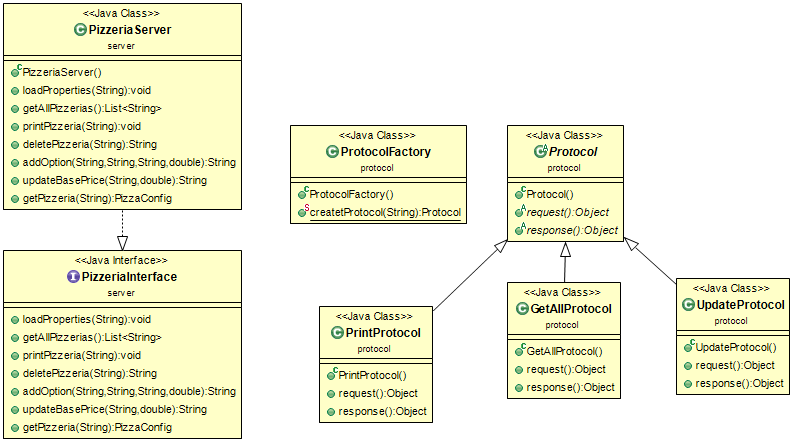 <<Java Class>>
PizzeriaServer
server
PizzeriaServer()
loadProperties(String):void
getAllPizzerias():List<String>
printPizzeria(String):void
deletePizzeria(String):String
addOption(String,String,String,double):String
updateBasePrice(String,double):String
getPizzeria(String):PizzaConfig
<<Java Interface>>
PizzeriaInterface
server
loadProperties(String):void
getAllPizzerias():List<String>
printPizzeria(String):void
deletePizzeria(String):String
addOption(String,String,String,double):String
updateBasePrice(String,double):String
getPizzeria(String):PizzaConfig
<<Java Class>>
ProtocolFactory
protocol
ProtocolFactory()
createtProtocol(String):Protocol
<<Java Class>>
Protocol
protocol
Protocol()
request():Object
response():Object
<<Java Class>>
PrintProtocol
protocol
PrintProtocol()
request():Object
response():Object
<<Java Class>>
GetAllProtocol
protocol
GetAllProtocol()
request():Object
response():Object
<<Java Class>>
UpdateProtocol
protocol
UpdateProtocol()
request():Object
response():Object